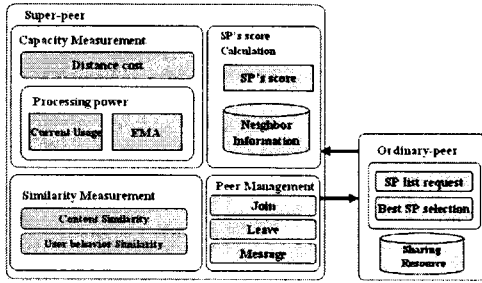 Super-peer
Capacity Measurement
Distance cost
Processing power
Current Usage
EMA
SP's score
Calculation
SP's score
Neighbor
Information
Similarity Measurement
Content Similarity
User behavior Similarity
Peer Management
Join
Leave
Message
Ordinary-peer
SP list request
Best SP selection
Sharing
Resource